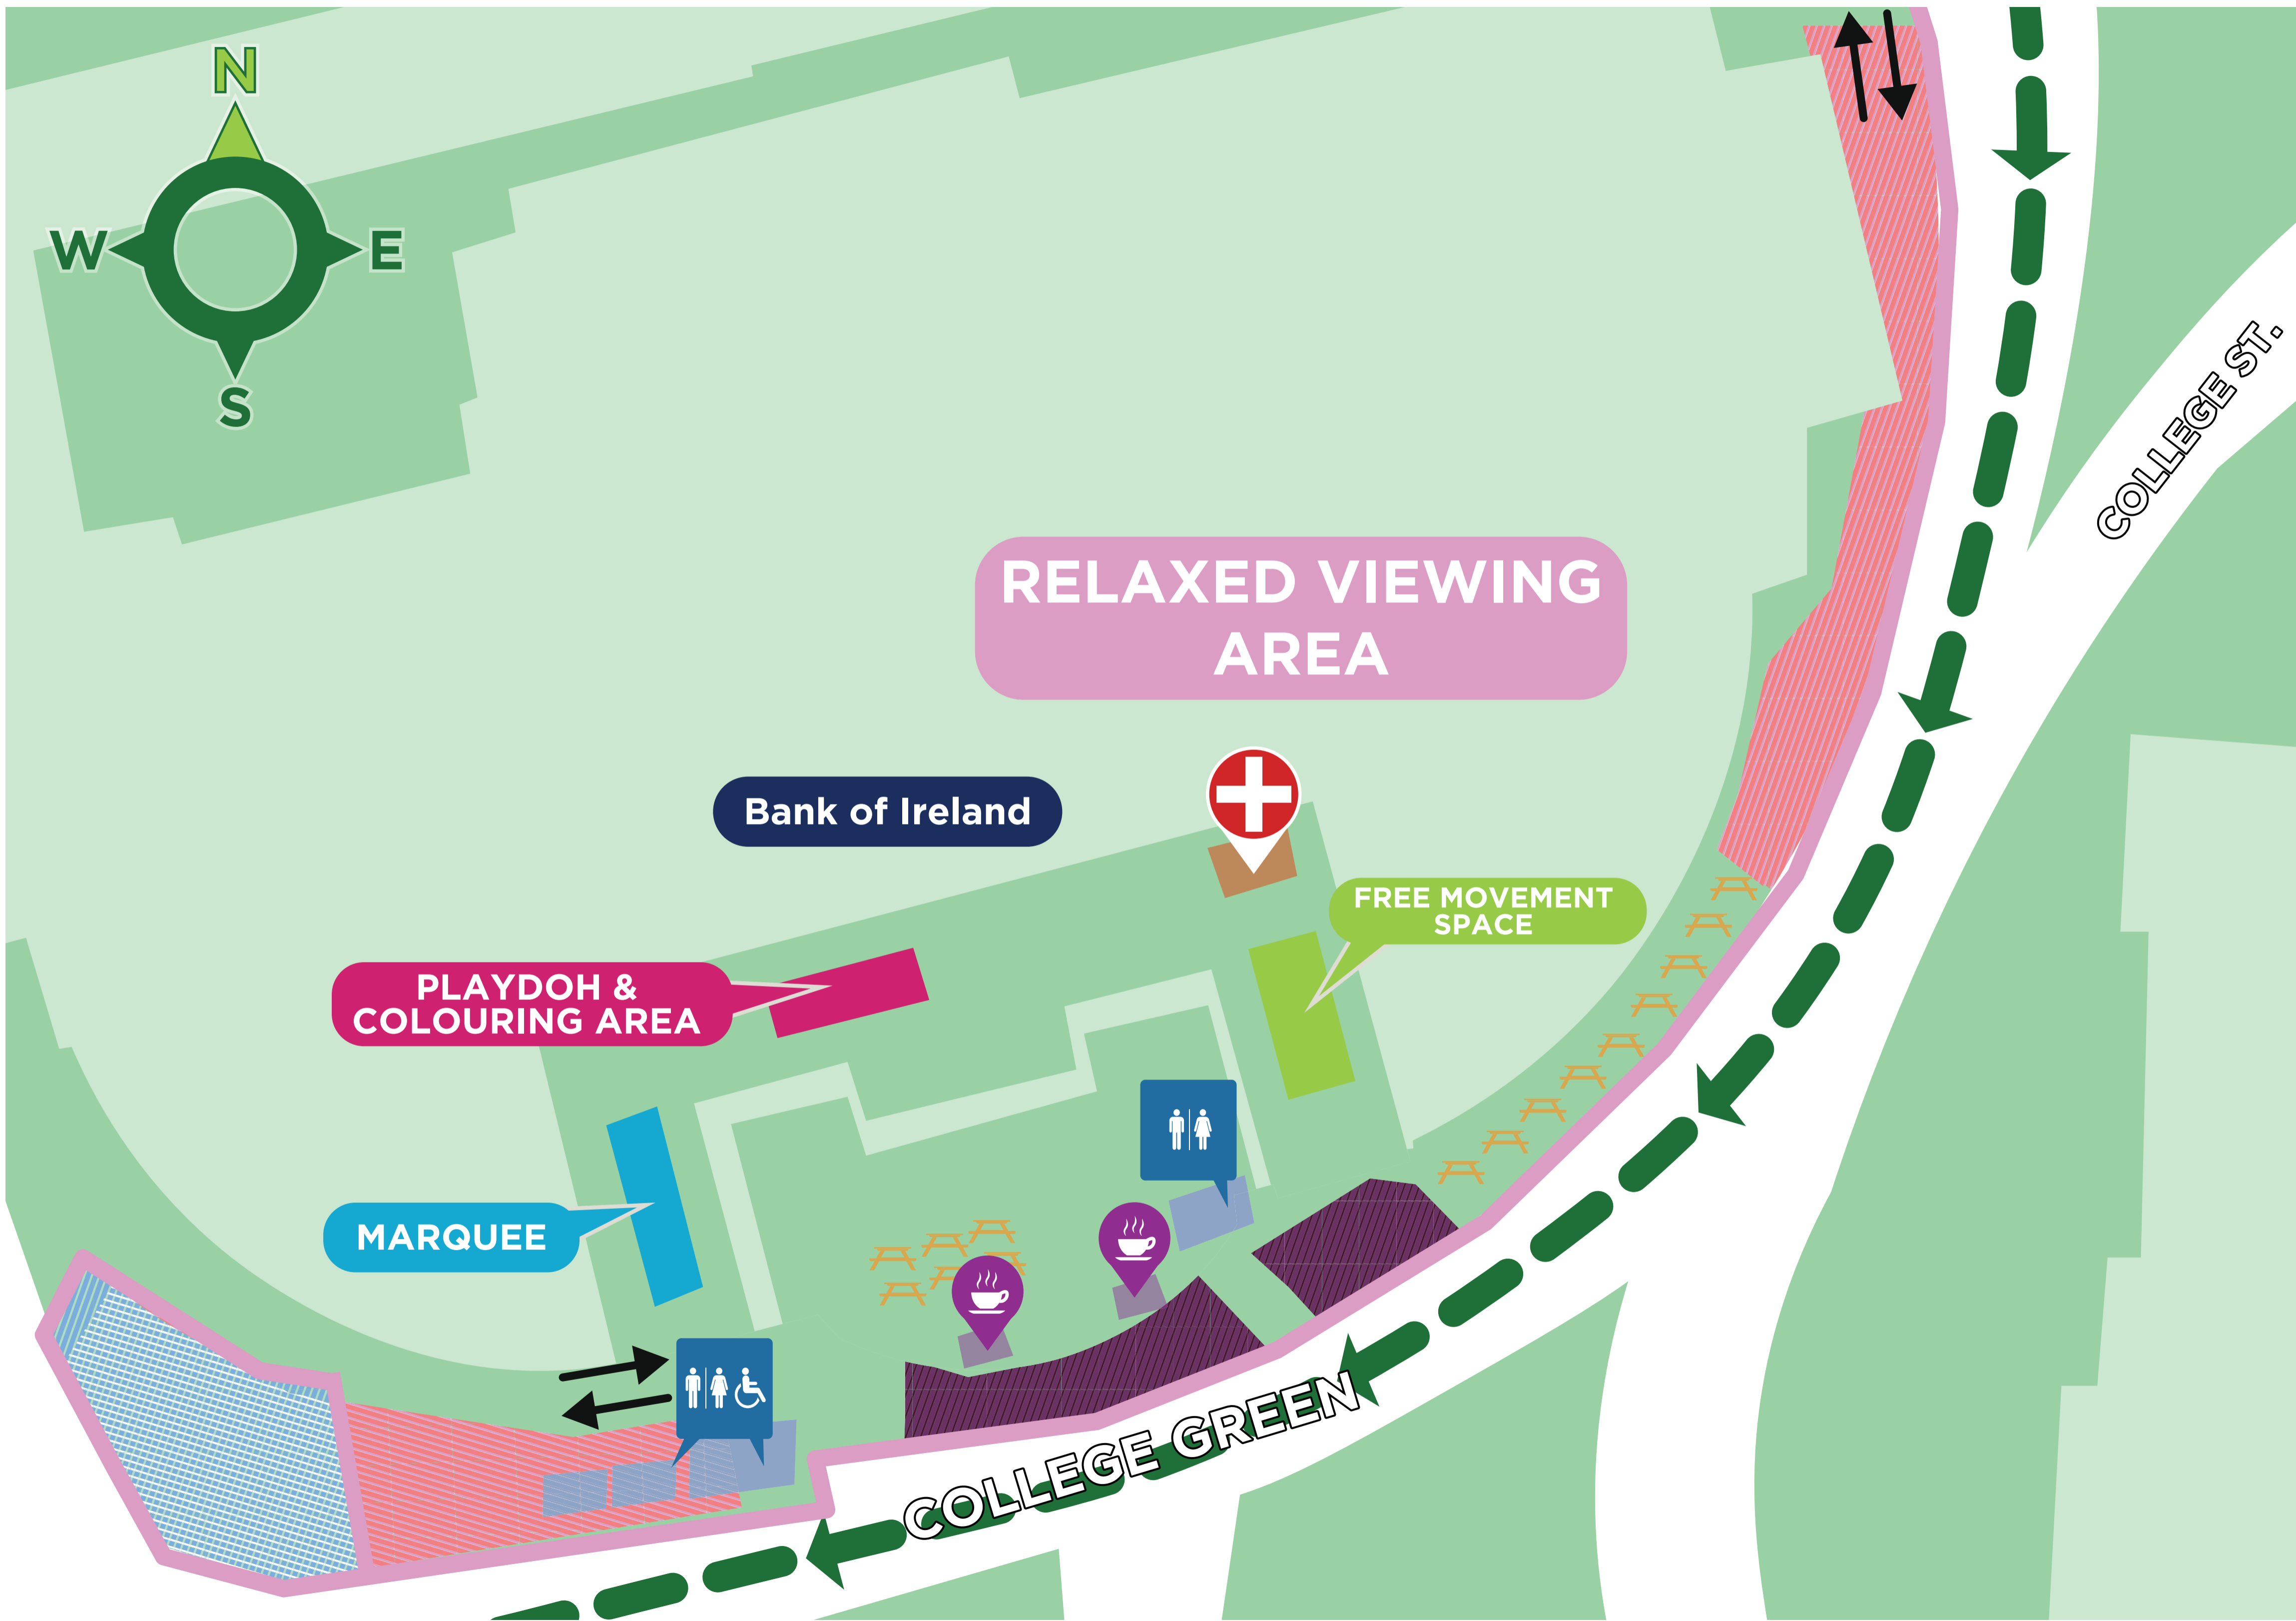 N
W
E
S
COLLEGE ST.
RELAXED VIEWING
AREA
Bank of Ireland
FREE MOVEMENT
SPACE
PLAYDOH &
COLOURING AREA
MARQUEE
COLLEGE GREEN